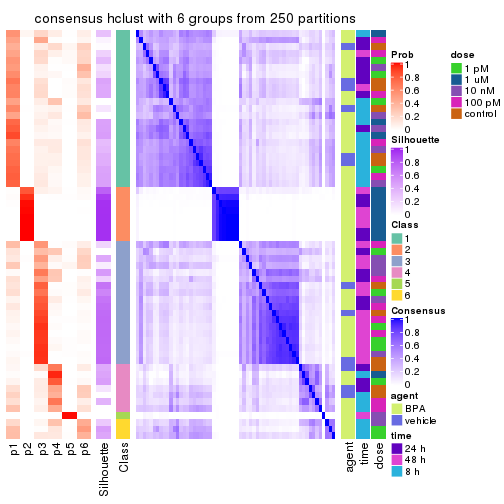 consensus hclust with 6 groups from 250 partitions
Prob
1
0.8
0.6
0.4
0.2
0
dose
1 pM
1 uM
10 nM
100 pM
control
Silhouette
1
0.8
0.6
0.4
0.2
0
Class
1
2
3
4
5
6
Consensus
1
0.8
0.6
0.4
0.2
0
agent
BPA
vehicle
time
24 h
48 h
8 h
p1
p2
p3
p4
p5
p6
Silhouette
Class
agent
time
dose